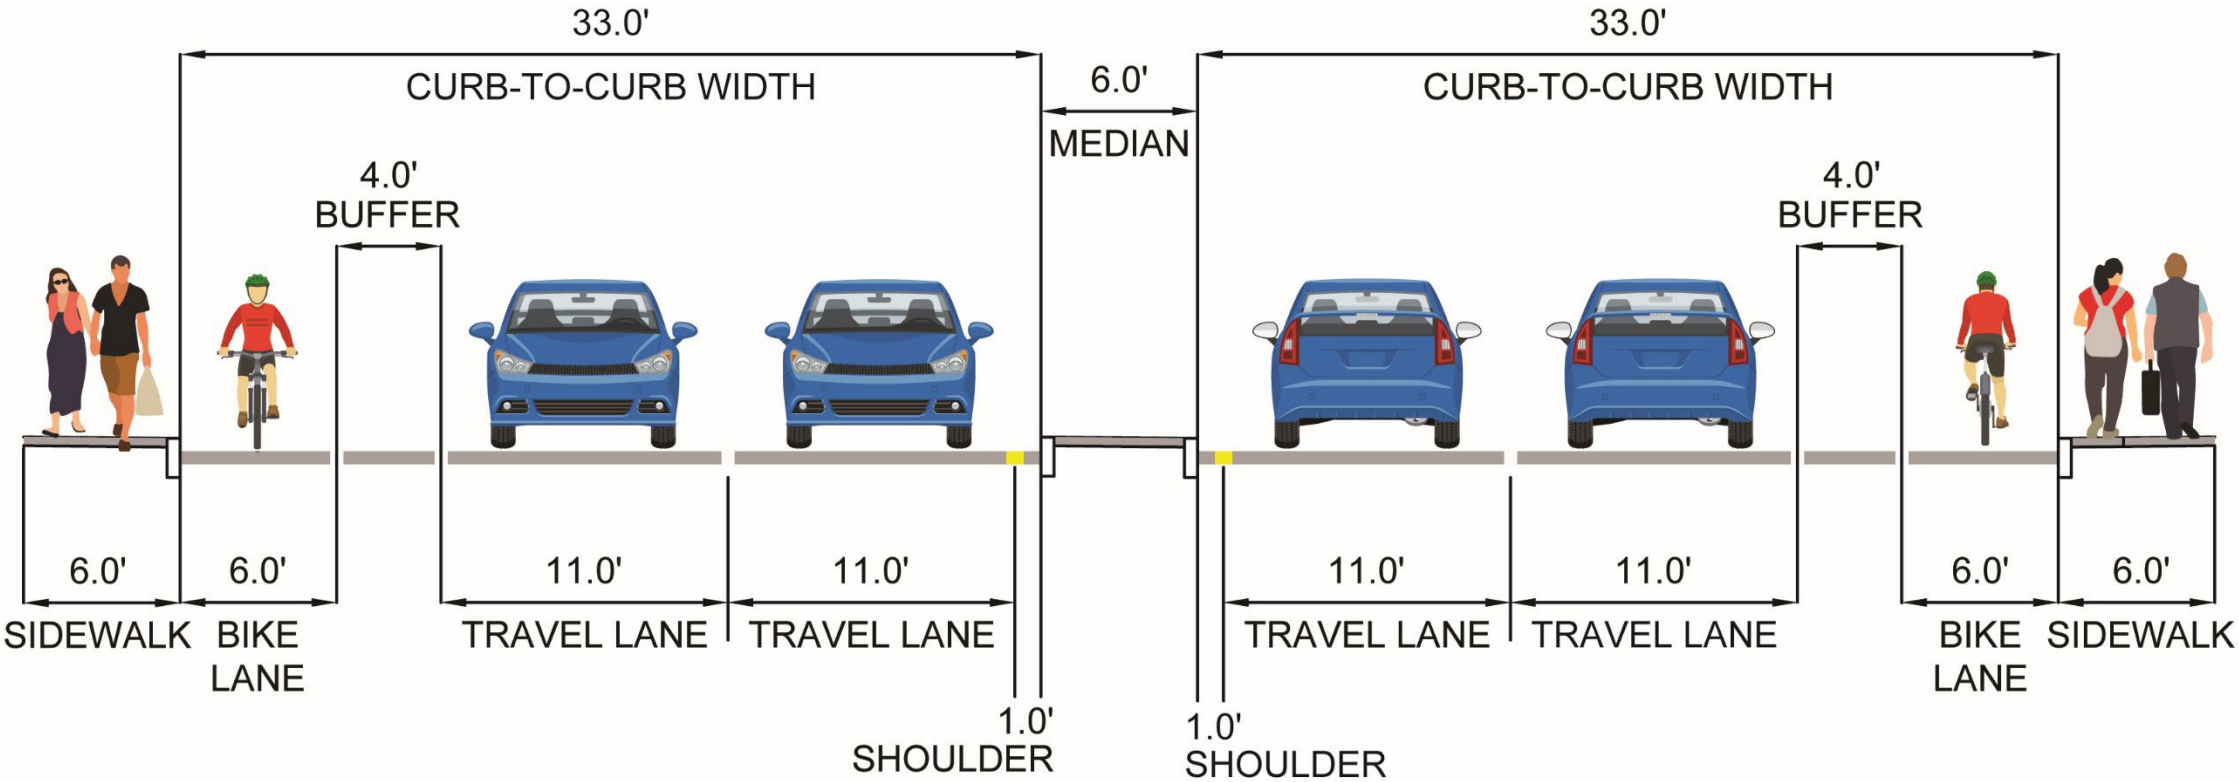 33.0'
CURB-TO-CURB WIDTH
33.0'
CURB-TO-CURB WIDTH
6.0'
MEDIAN
4.0'
BUFFER
4.0'
BUFFER
6.0'
SIDEWALK
6.0'
BIKE
LANE
11.0'
TRAVEL LANE
11.0'
TRAVEL LANE
1.0'
SHOULDER
1.0'
SHOULDER
11.0'
TRAVEL LANE
11.0'
TRAVEL LANE
6.0'
BIKE
LANE
6.0'
SIDEWALK